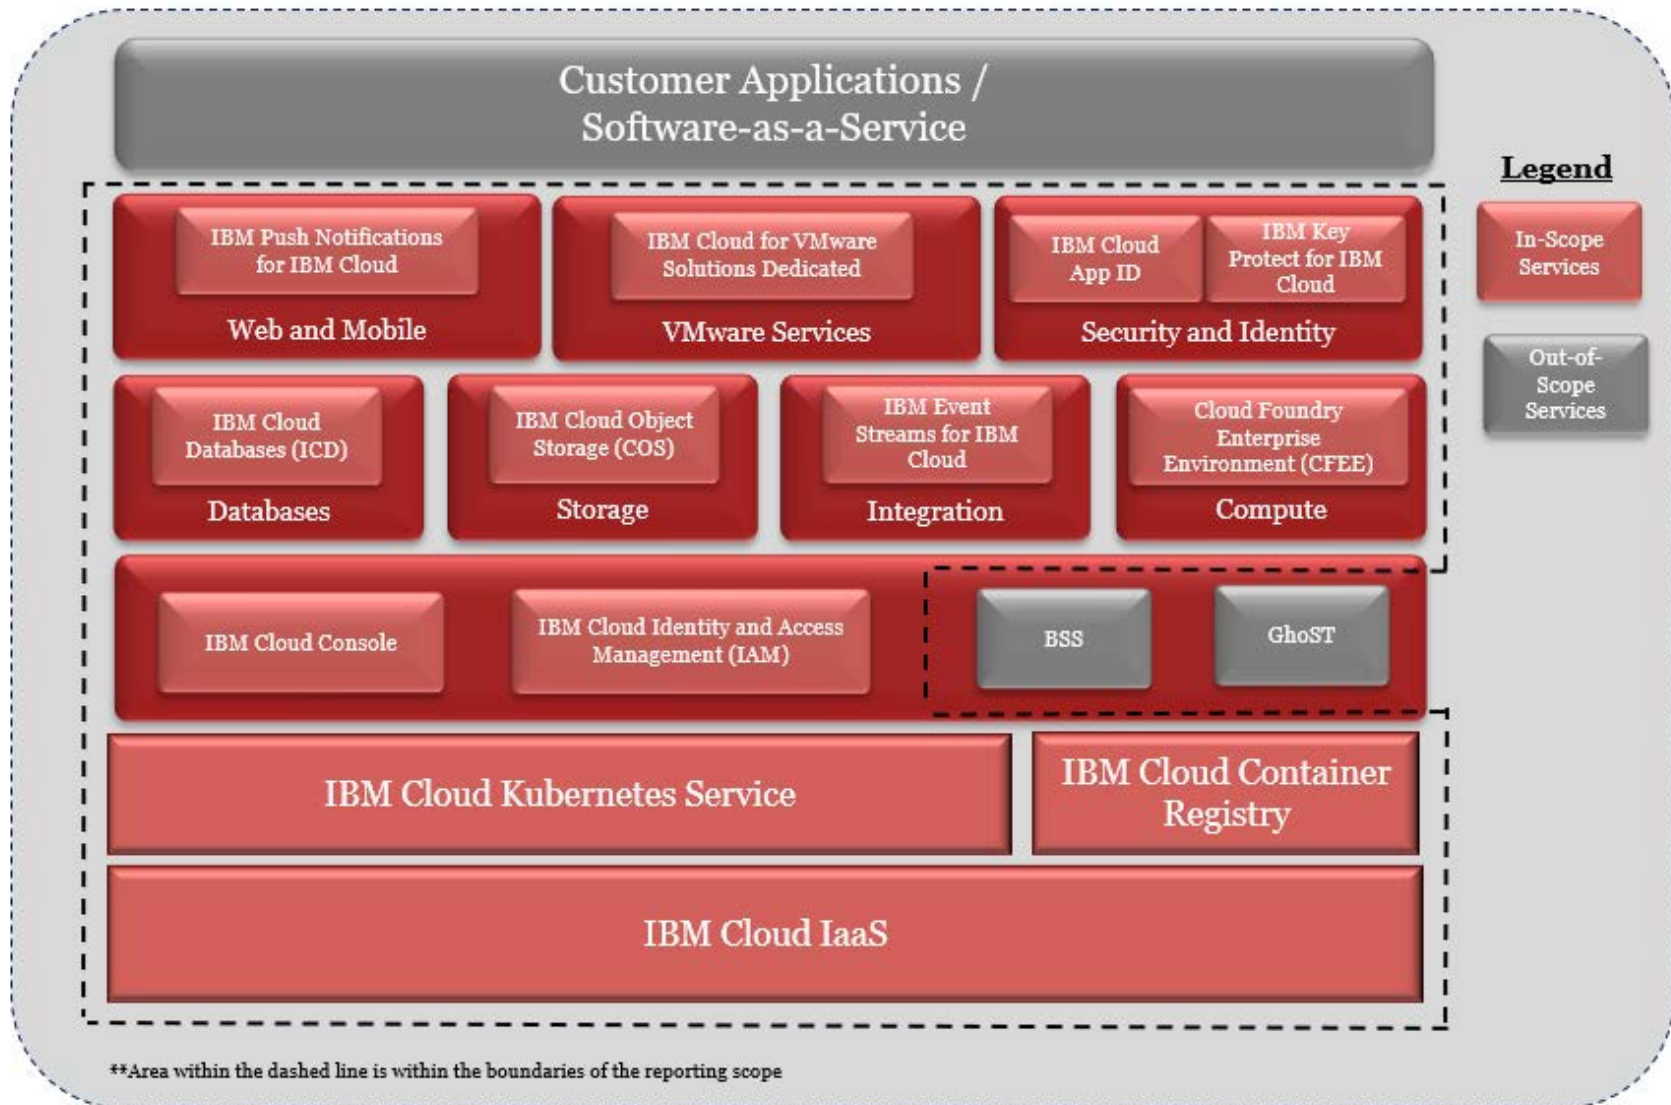 Customer Applications /
Software-as-a-Service
Legend
In-Scope
Services
Out-of-
Scope
Services
IBM Push Notifications
for IBM Cloud
Web and Mobile
IBM Cloud for VMware
Solutions Dedicated
VMware Services
IBM Cloud
App ID
IBM Key
Protect for IBM
Cloud
Security and Identity
IBM Cloud
Databases (ICD)
Databases
IBM Cloud Object
Storage (COS)
Storage
IBM Event
Streams for IBM
Cloud
Integration
Cloud Foundry
Enterprise
Environment (CFEE)
Compute
IBM Cloud Console
IBM Cloud Identity and Access
Management (IAM)
BSS
GhoST
IBM Cloud Kubernetes Service
IBM Cloud Container
Registry
IBM Cloud IaaS
**Area within the dashed line is within the boundaries of the reporting scope